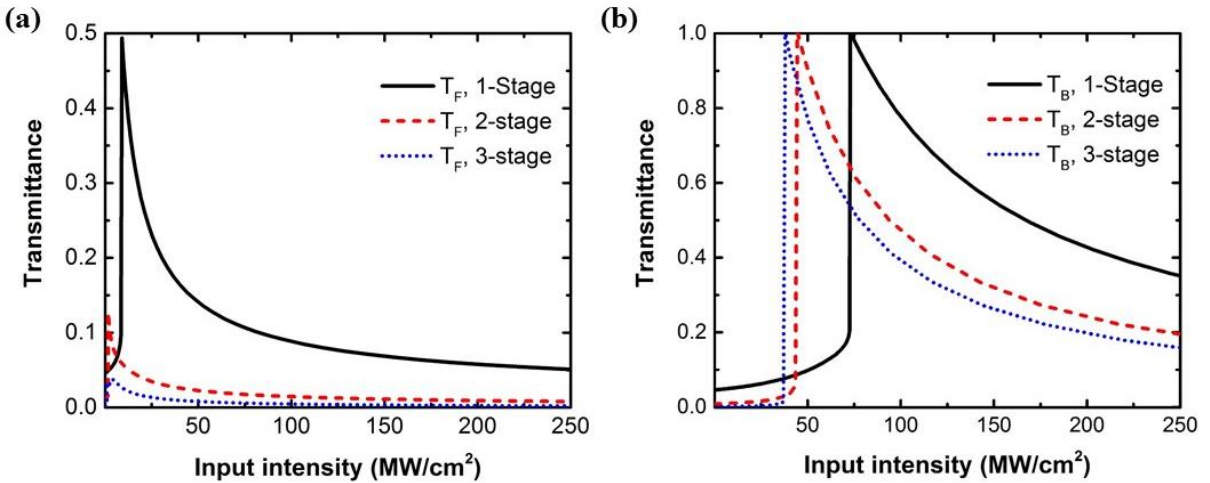 (a)
0.5
0.4
0.3
0.2
0.1
0.0
Transmittance
T_F, 1-Stage
T_F, 2-stage
T_F, 3-stage
50 100 150 200 250
Input intensity (MW/cm²)
(b)
1.0
0.8
0.6
0.4
0.2
0.0
Transmittance
T_B, 1-Stage
T_B, 2-stage
T_B, 3-stage
50 100 150 200 250
Input intensity (MW/cm²)